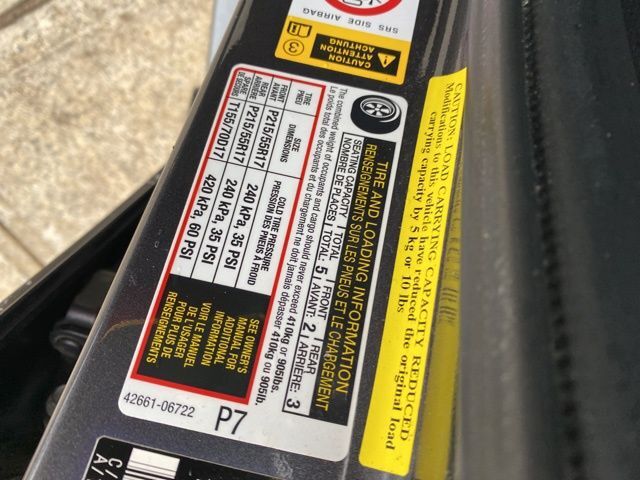 SRS SIDE AIRBAG
CAUTION
ATTENTION
ACHTUNG
CAUTION: LOAD CARRYING CAPACITY REDUCED
Modifications to this vehicle have reduced the original load
carrying capacity by 5 kg or 10 lbs
TIRE AND LOADING INFORMATION
RENSEIGNEMENTS SUR LES PNEUS ET LE CHARGEMENT
SEATING CAPACITY TOTAL FRONT REAR
NOMBRE DE PLACES TOTAL: 5 AVANT: 2 ARRIÈRE: 3
The combined weight of occupants and cargo should never exceed 410kg or 905lbs.
Le poids total des occupants et du chargement ne doit jamais dépasser 410kg ou 905lb.
TIRE SIZE COLD TIRE PRESSURE
PNEU DIMENSIONS PRESSION DES PNEUS À FROID
FRONT
AVANT P215/55R17 240 kPa, 35 PSI
REAR
ARRIÈRE P215/55R17 240 kPa, 35 PSI
SPARE
DE SECOURS T155/70D17 420 kPa, 60 PSI
SEE OWNER'S
MANUAL FOR
ADDITIONAL
INFORMATION
VOIR LE MANUEL
DE L'USAGER
POUR PLUS DE
RENSEIGNEMENTS
42661-06722 P7
C/
A/